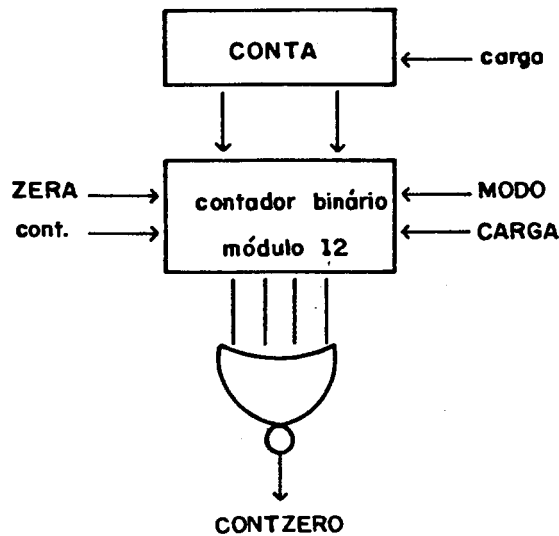 CONTA
carga
ZERA
contador binário
MODO
cont.
módulo 12
CARGA
CONTZERO